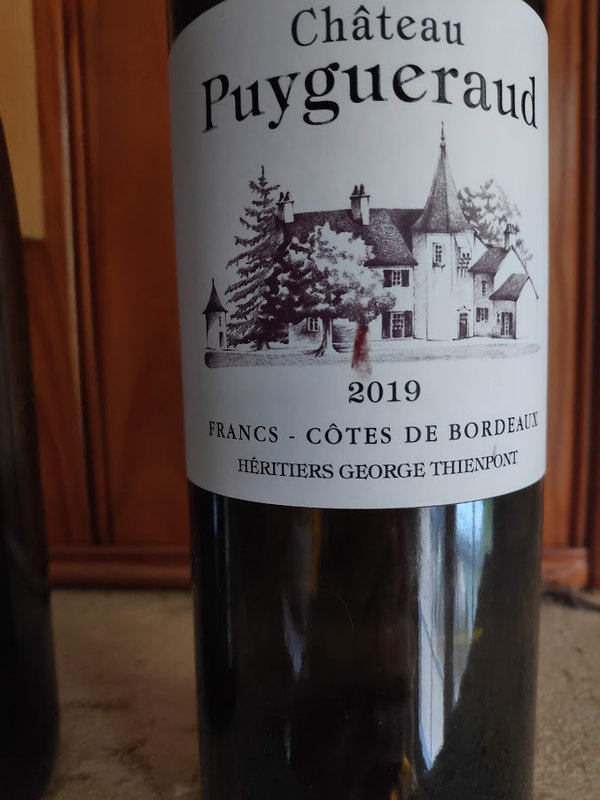 Château
Puygueraud
2019
FRANCS - CÔTES DE BORDEAUX
HÉRITIERS GEORGE THIENPONT